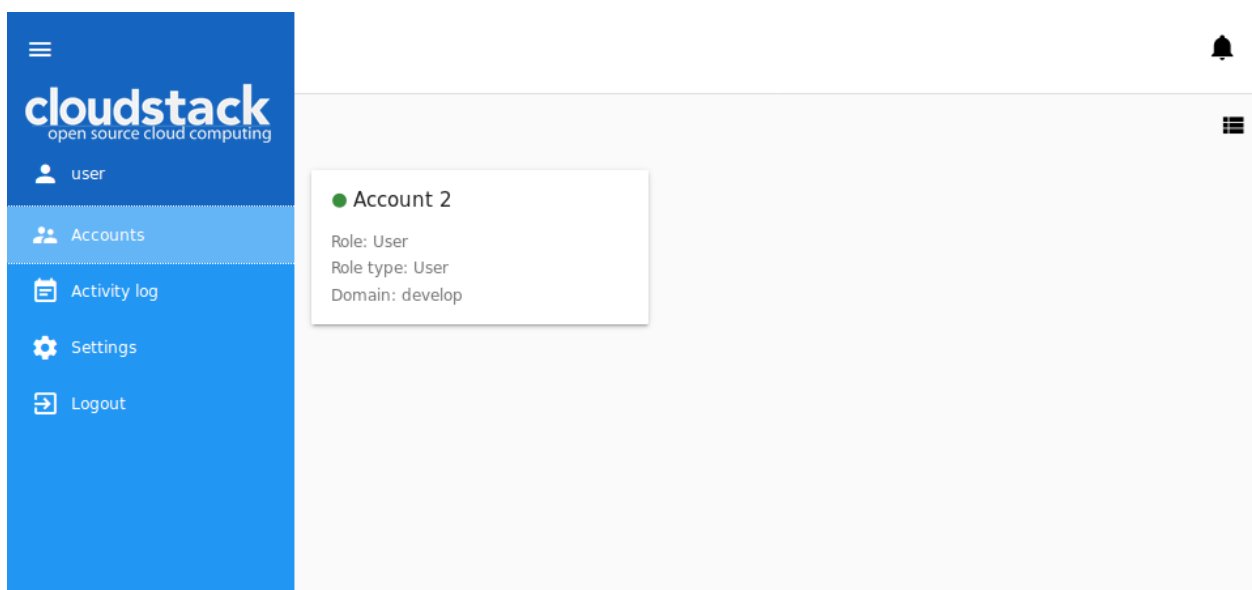 cloudstack
open source cloud computing
user
Accounts
Activity log
Settings
Logout
Account 2
Role: User
Role type: User
Domain: develop